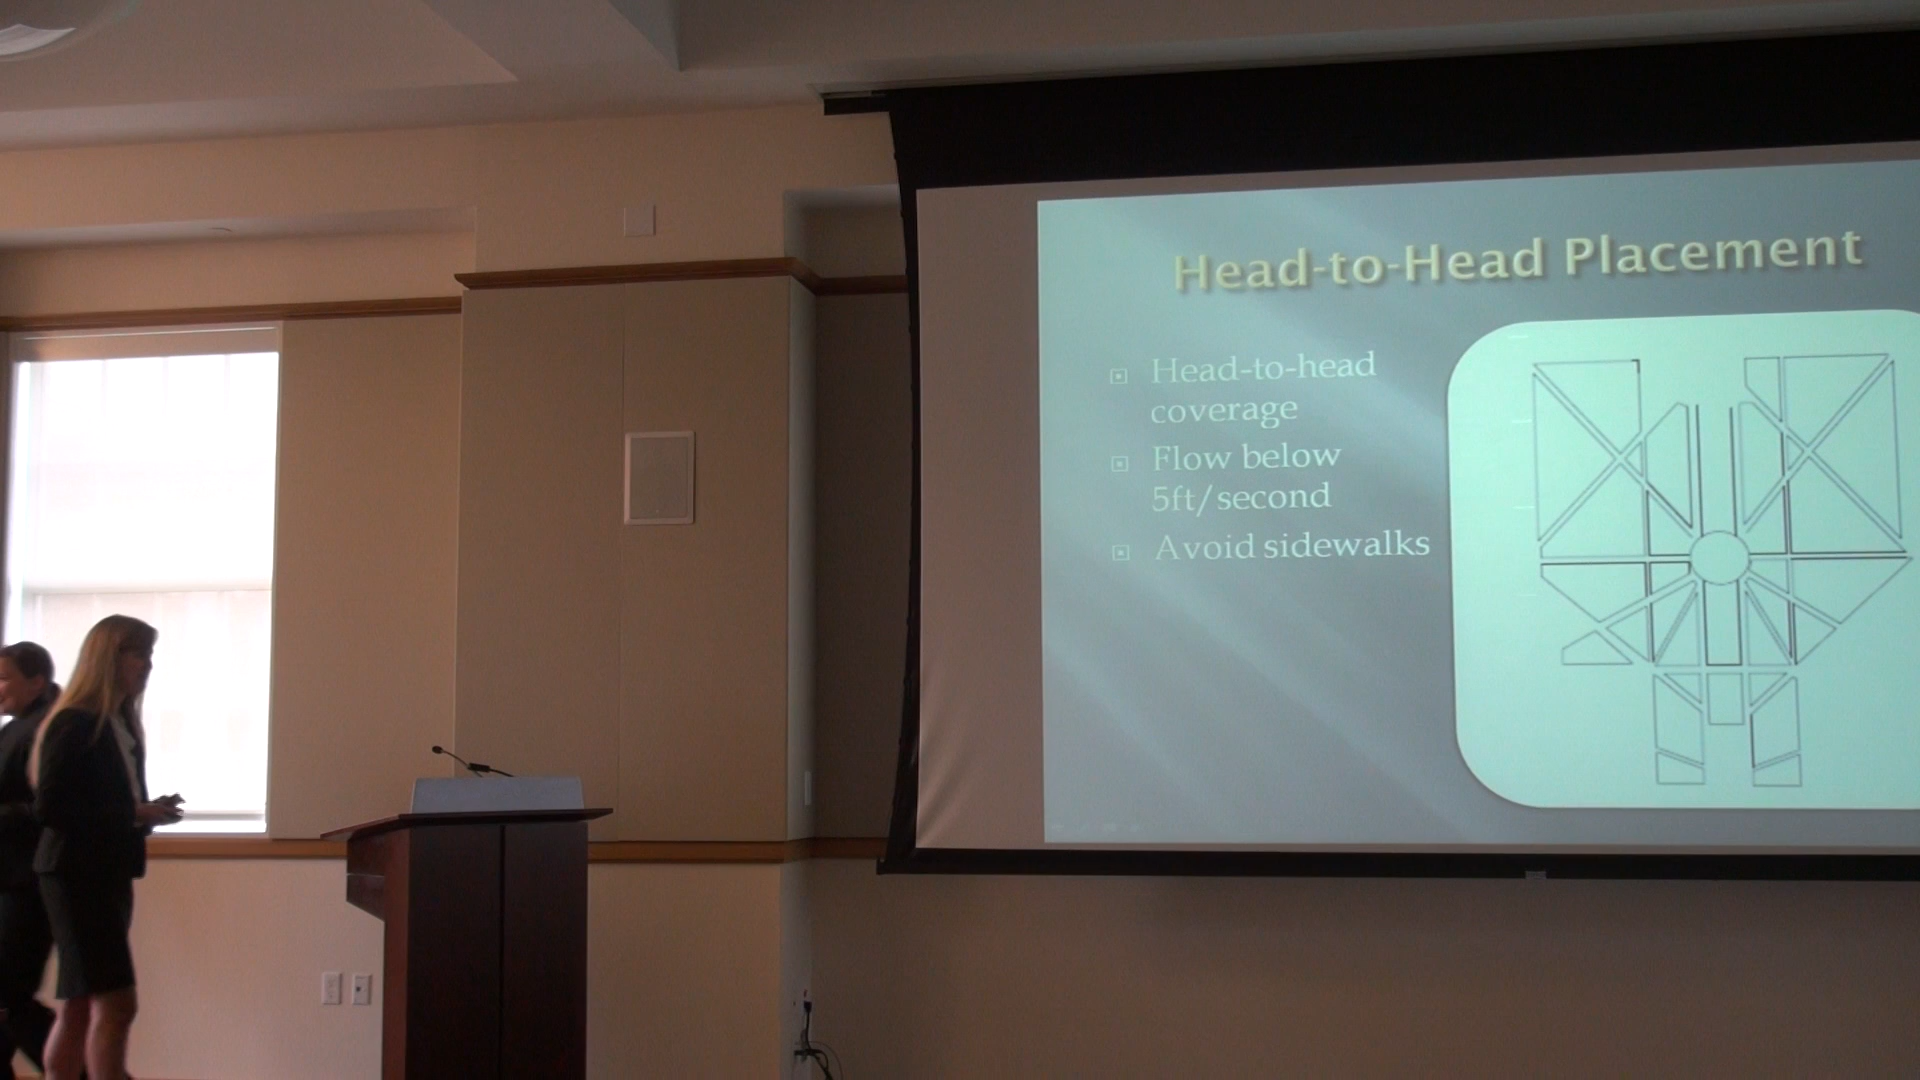 Head-to-Head Placement
Head-to-head
coverage
Flow below
5ft/second
Avoid sidewalks